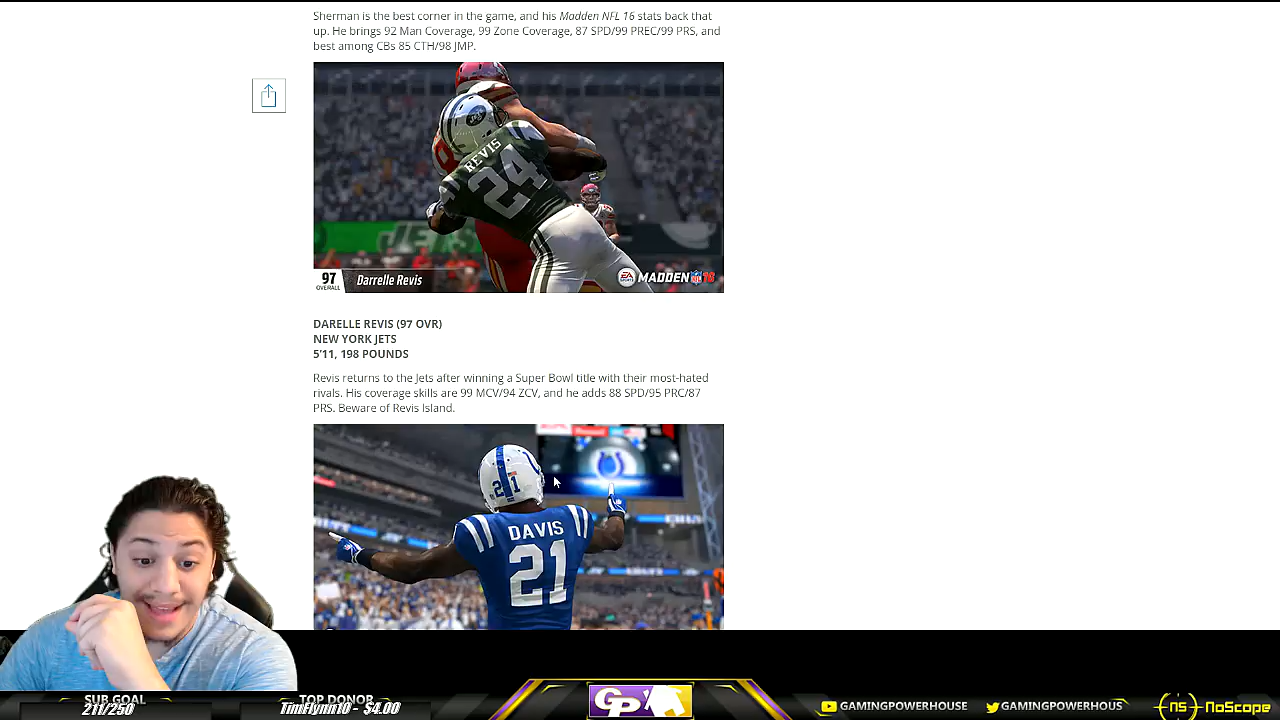 Sherman is the best corner in the game, and his Madden NFL 16 stats back that
up. He brings 92 Man Coverage, 99 Zone Coverage, 87 SPD/99 PREC/99 PRS, and
best among CBs 85 CTH/98 JMP.
REVIS
24
JETS
97
OVERALL
Darrelle Revis
EA
SPORTS
MADDEN NFL 16
DARELLE REVIS (97 OVR)
NEW YORK JETS
5'11, 198 POUNDS
Revis returns to the Jets after winning a Super Bowl title with their most-hated
rivals. His coverage skills are 99 MCV/94 ZCV, and he adds 88 SPD/95 PRC/87
PRS. Beware of Revis Island.
21
DAVIS
21
SUB GOAL
211/250
TOP DONOR
TimFlynn10 - $4.00
GP
GAMINGPOWERHOUSE
GAMINGPOWERHOUS
NS
NoScope